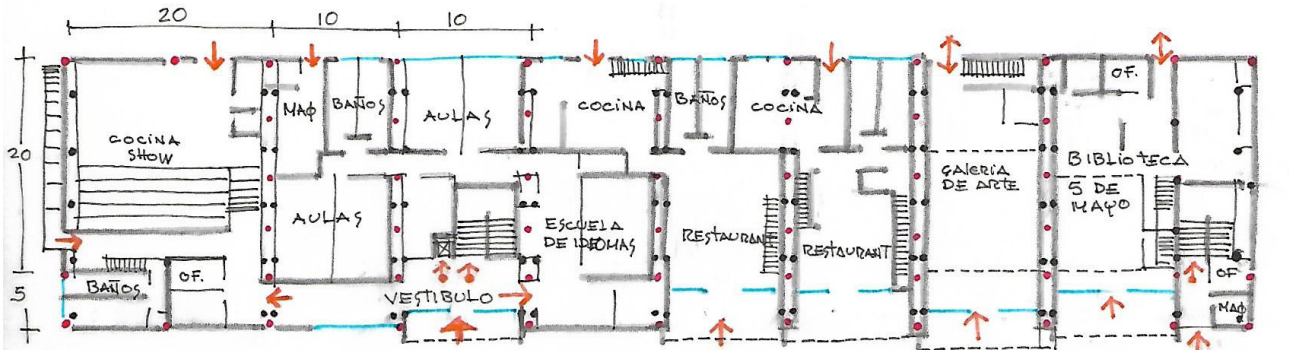 20
10
10
20
5
COCINA
SHOW
MAQ
BAÑOS
AULAS
COCINA
BAÑOS
COCINA
OF.
AULAS
ESCUELA
DE IDIOMAS
RESTAURANT
RESTAURANT
GALERIA
DE ARTE
BIBLIOTECA
5 DE
MAYO
BAÑOS
OF.
VESTIBULO
OF
MAQ